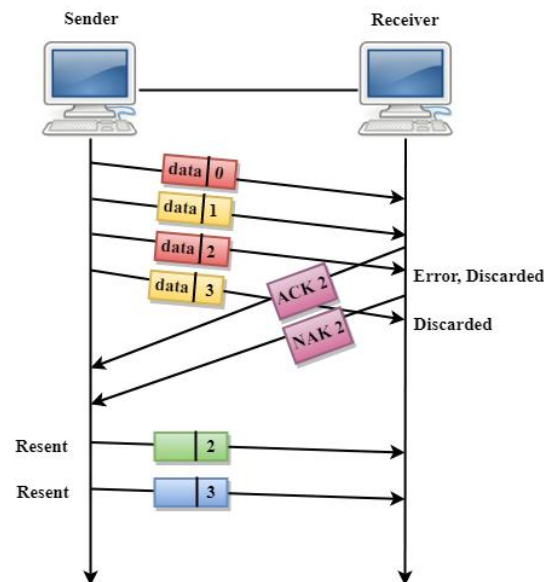 Sender
Receiver
data 0
data 1
data 2
data 3
ACK 2
Error, Discarded
NAK 2
Discarded
Resent
2
Resent
3